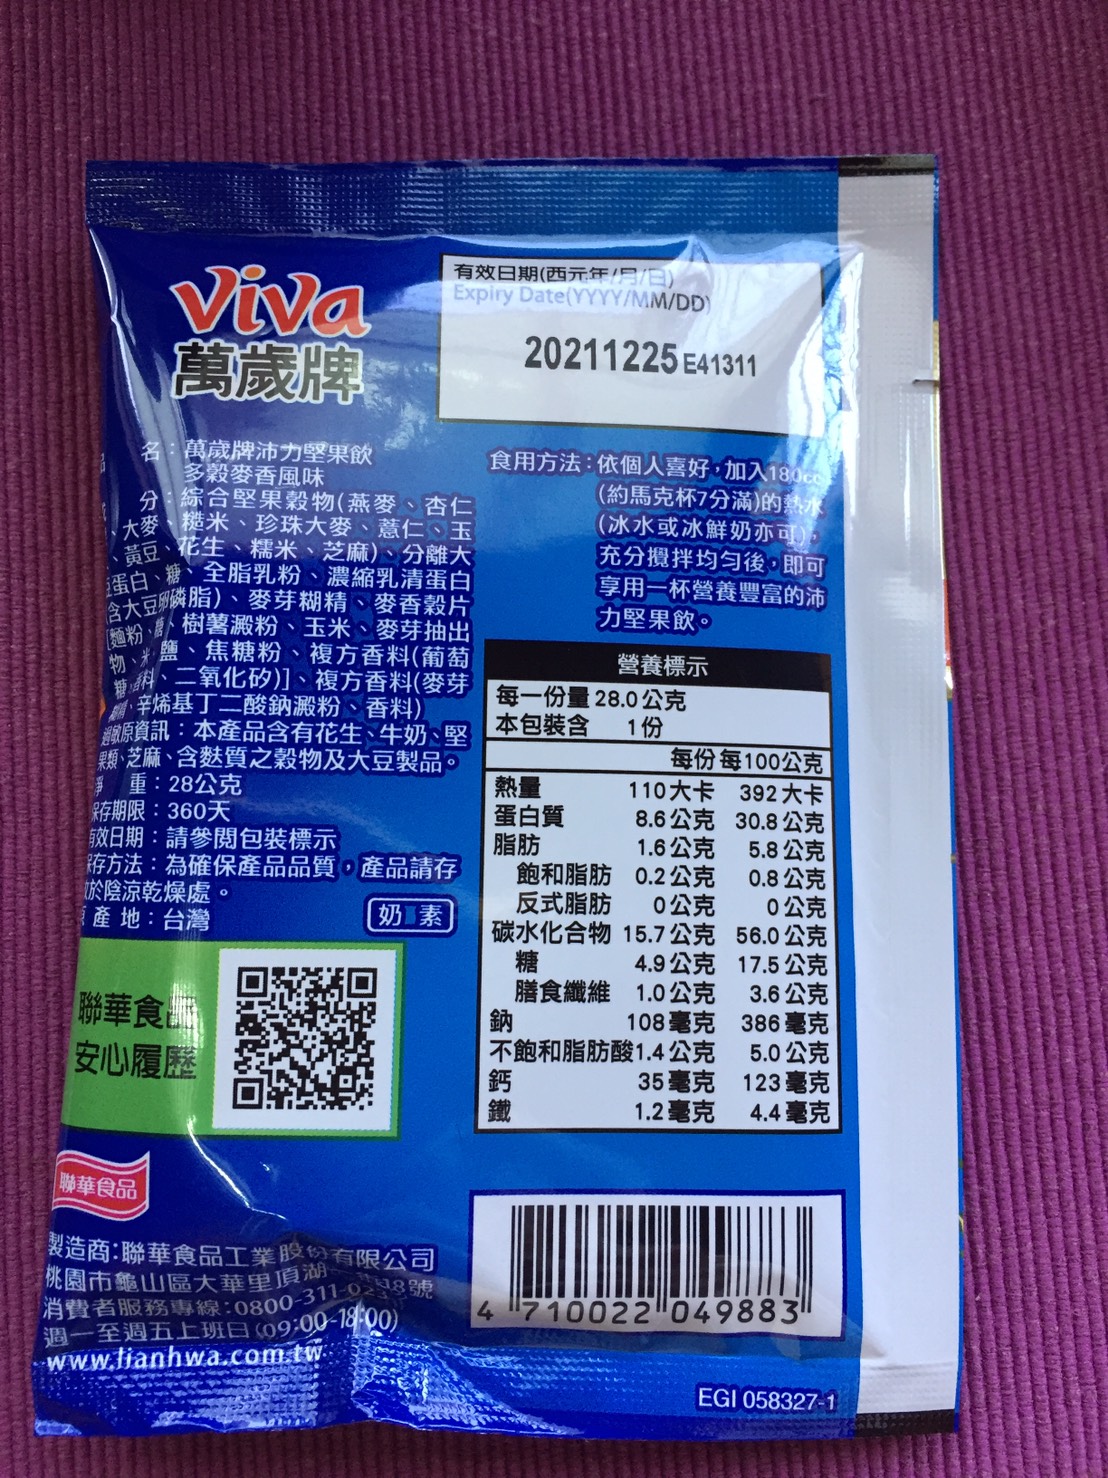 Viva
萬歲牌
有效日期(西元年/月/日)
Expiry Date(YYYY/MM/DD)
20211225 E41311
名：萬歲牌沛力堅果飲
多穀麥香風味
分：綜合堅果穀物(燕麥、杏仁
、大麥、糙米、珍珠大麥、薏仁、玉
、黃豆、花生、糯米、芝麻)、分離大
豆蛋白、糖、全脂乳粉、濃縮乳清蛋白
(含大豆卵磷脂)、麥芽糊精、麥香穀片
[麵粉、糖、樹薯澱粉、玉米、麥芽抽出
物、米、鹽、焦糖粉、複方香料(葡萄
糖、香料、二氧化矽)]、複方香料(麥芽
糊精、辛烯基丁二酸鈉澱粉、香料)
過敏原資訊：本產品含有花生、牛奶、堅
果類、芝麻、含麩質之穀物及大豆製品。
淨 重：28公克
保存期限：360天
有效日期：請參閱包裝標示
保存方法：為確保產品品質，產品請存
放於陰涼乾燥處。
原產地：台灣
奶 素
食用方法：依個人喜好，加入180cc
(約馬克杯7分滿)的熱水
(冰水或冰鮮奶亦可)，
充分攪拌均勻後，即可
享用一杯營養豐富的沛
力堅果飲。
營養標示
每一份量 28.0公克
本包裝含 1份
每份 每100公克
熱量 110大卡 392大卡
蛋白質 8.6公克 30.8公克
脂肪 1.6公克 5.8公克
飽和脂肪 0.2公克 0.8公克
反式脂肪 0公克 0公克
碳水化合物 15.7公克 56.0公克
糖 4.9公克 17.5公克
膳食纖維 1.0公克 3.6公克
鈉 108毫克 386毫克
不飽和脂肪酸 1.4公克 5.0公克
鈣 35毫克 123毫克
鐵 1.2毫克 4.4毫克
聯華食品
安心履歷
聯華食品
製造商：聯華食品工業股份有限公司
桃園市龜山區大華里頂湖 號
消費者服務專線：0800-311-
週一至週五上班日(09:00-18:00)
www.lianhwa.com.tw
4 710022 049883
EGI 058327-1